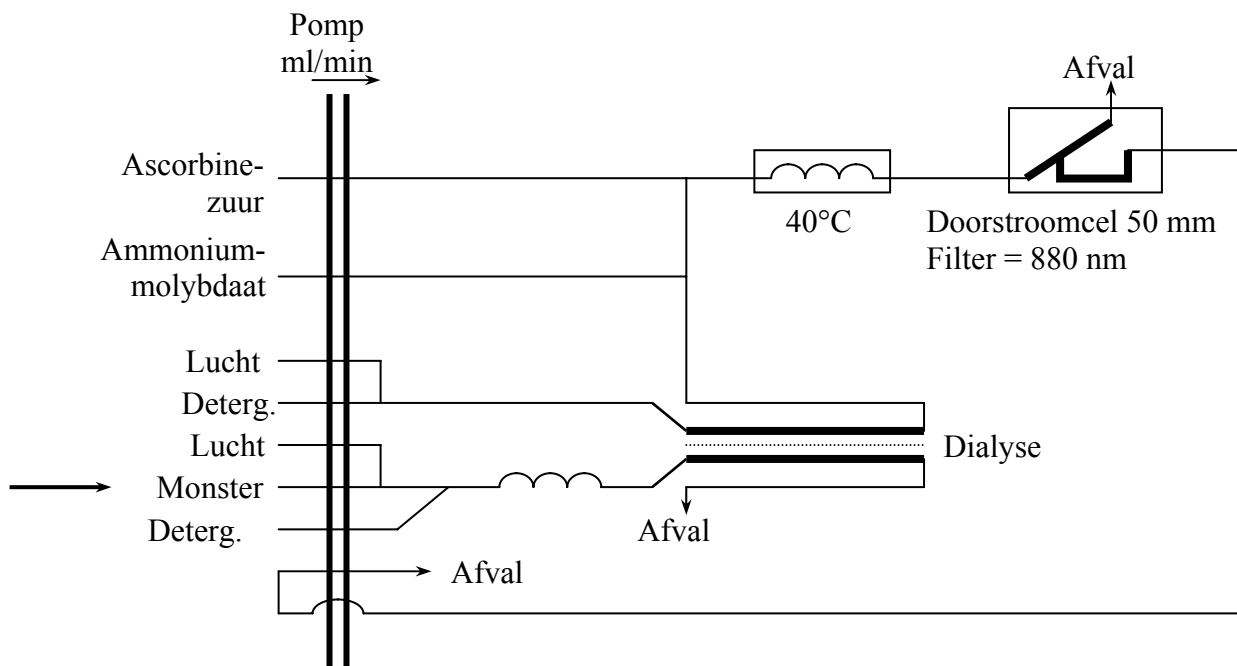 Pomp
ml/min
Afval
Ascorbine-
zuur
40°C
Doorstroomcel 50 mm
Filter = 880 nm
Ammonium-
molybdaat
Lucht
Deterg.
Lucht
Dialyse
Monster
Deterg.
Afval
Afval